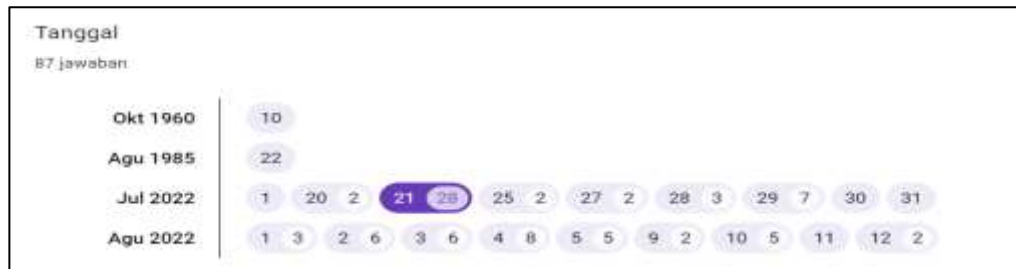 Tanggal
87 jawaban
Okt 1960 10
Agu 1985 22
Jul 2022 1 20 2 21 28 25 2 27 2 28 3 29 7 30 31
Agu 2022 1 3 2 6 3 6 4 8 5 5 9 2 10 5 11 12 2